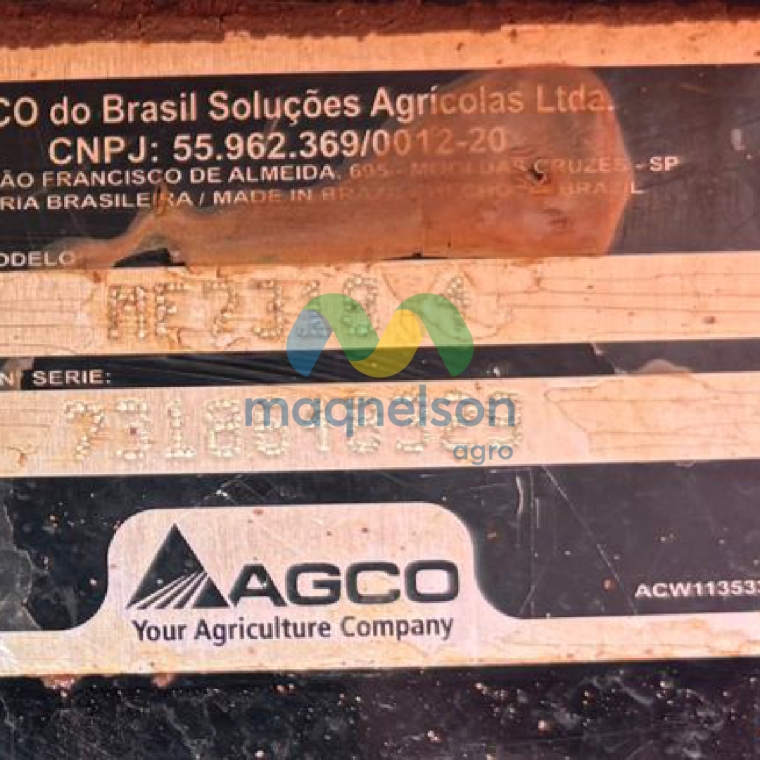 CO do Brasil Soluções Agrícolas Ltda.
CNPJ: 55.962.369/0012-20
ÃO FRANCISCO DE ALMEIDA. 695 - MOGI DAS CRUZES - SP
RIA BRASILEIRA / MADE IN BRAZIL
ODELO
maqnelson
agro
SERIE:
AGCO
Your Agriculture Company
ACW113533